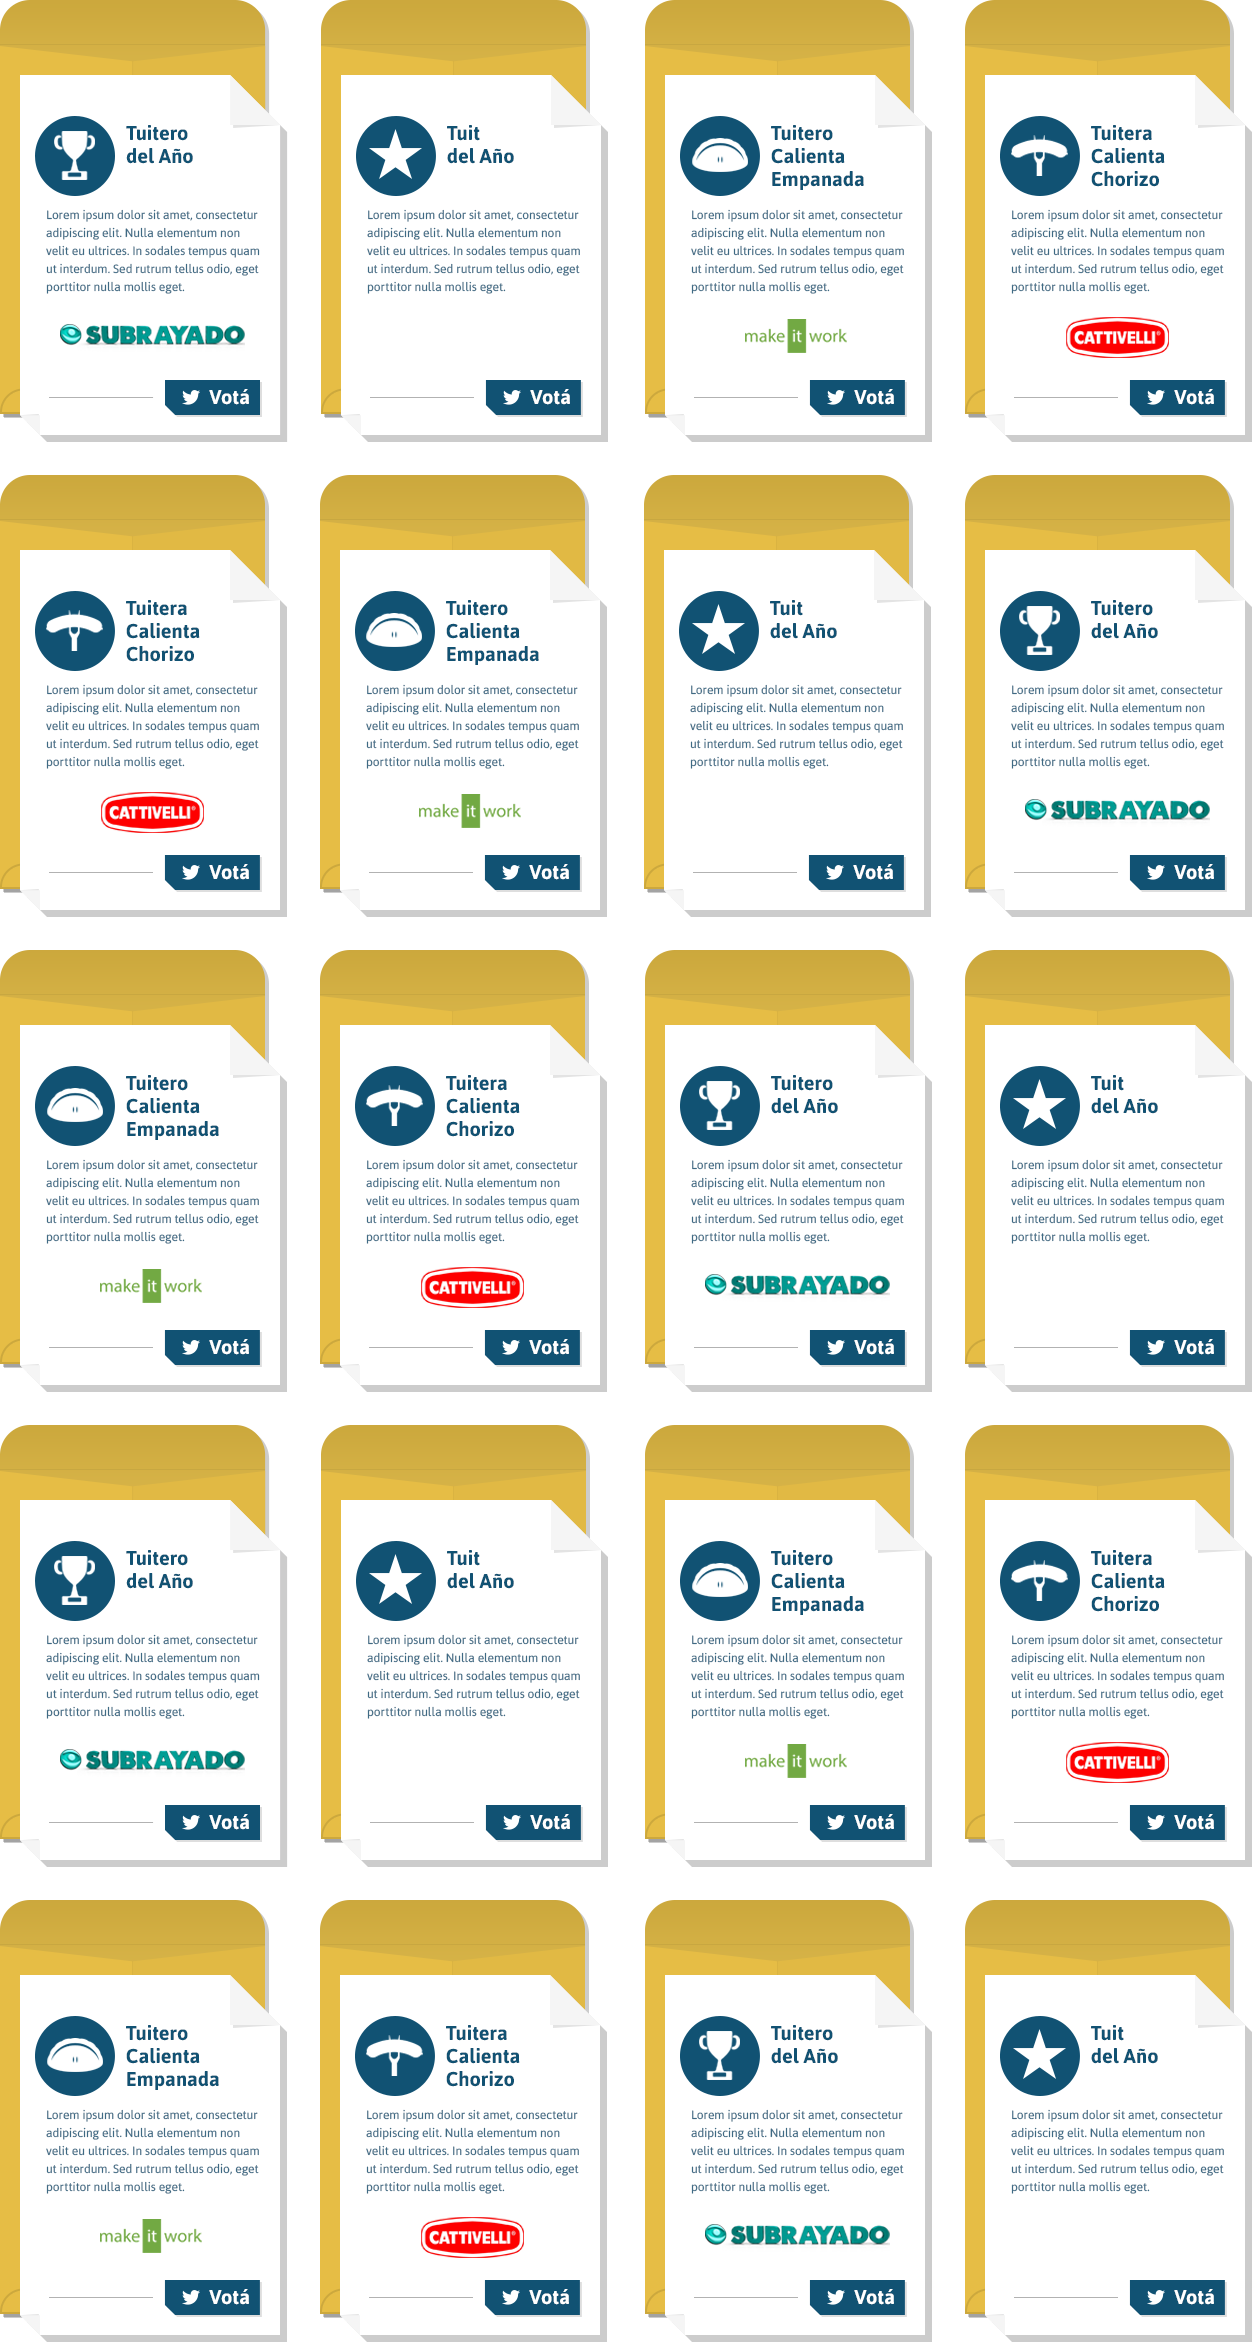 Tuitero
del Año
Lorem ipsum dolor sit amet, consectetur
adipiscing elit. Nulla elementum non
velit eu ultrices. In sodales tempus quam
ut interdum. Sed rutrum tellus odio, eget
porttitor nulla mollis eget.
SUBRAYADO
Votá
Tuit
del Año
Lorem ipsum dolor sit amet, consectetur
adipiscing elit. Nulla elementum non
velit eu ultrices. In sodales tempus quam
ut interdum. Sed rutrum tellus odio, eget
porttitor nulla mollis eget.
Votá
Tuitero
Calienta
Empanada
Lorem ipsum dolor sit amet, consectetur
adipiscing elit. Nulla elementum non
velit eu ultrices. In sodales tempus quam
ut interdum. Sed rutrum tellus odio, eget
porttitor nulla mollis eget.
make it work
Votá
Tuitera
Calienta
Chorizo
Lorem ipsum dolor sit amet, consectetur
adipiscing elit. Nulla elementum non
velit eu ultrices. In sodales tempus quam
ut interdum. Sed rutrum tellus odio, eget
porttitor nulla mollis eget.
CATTIVELLI®
Votá
Tuitera
Calienta
Chorizo
Lorem ipsum dolor sit amet, consectetur
adipiscing elit. Nulla elementum non
velit eu ultrices. In sodales tempus quam
ut interdum. Sed rutrum tellus odio, eget
porttitor nulla mollis eget.
CATTIVELLI®
Votá
Tuitero
Calienta
Empanada
Lorem ipsum dolor sit amet, consectetur
adipiscing elit. Nulla elementum non
velit eu ultrices. In sodales tempus quam
ut interdum. Sed rutrum tellus odio, eget
porttitor nulla mollis eget.
make it work
Votá
Tuit
del Año
Lorem ipsum dolor sit amet, consectetur
adipiscing elit. Nulla elementum non
velit eu ultrices. In sodales tempus quam
ut interdum. Sed rutrum tellus odio, eget
porttitor nulla mollis eget.
Votá
Tuitero
del Año
Lorem ipsum dolor sit amet, consectetur
adipiscing elit. Nulla elementum non
velit eu ultrices. In sodales tempus quam
ut interdum. Sed rutrum tellus odio, eget
porttitor nulla mollis eget.
SUBRAYADO
Votá
Tuitero
Calienta
Empanada
Lorem ipsum dolor sit amet, consectetur
adipiscing elit. Nulla elementum non
velit eu ultrices. In sodales tempus quam
ut interdum. Sed rutrum tellus odio, eget
porttitor nulla mollis eget.
make it work
Votá
Tuitera
Calienta
Chorizo
Lorem ipsum dolor sit amet, consectetur
adipiscing elit. Nulla elementum non
velit eu ultrices. In sodales tempus quam
ut interdum. Sed rutrum tellus odio, eget
porttitor nulla mollis eget.
CATTIVELLI®
Votá
Tuitero
del Año
Lorem ipsum dolor sit amet, consectetur
adipiscing elit. Nulla elementum non
velit eu ultrices. In sodales tempus quam
ut interdum. Sed rutrum tellus odio, eget
porttitor nulla mollis eget.
SUBRAYADO
Votá
Tuit
del Año
Lorem ipsum dolor sit amet, consectetur
adipiscing elit. Nulla elementum non
velit eu ultrices. In sodales tempus quam
ut interdum. Sed rutrum tellus odio, eget
porttitor nulla mollis eget.
Votá
Tuitero
del Año
Lorem ipsum dolor sit amet, consectetur
adipiscing elit. Nulla elementum non
velit eu ultrices. In sodales tempus quam
ut interdum. Sed rutrum tellus odio, eget
porttitor nulla mollis eget.
SUBRAYADO
Votá
Tuit
del Año
Lorem ipsum dolor sit amet, consectetur
adipiscing elit. Nulla elementum non
velit eu ultrices. In sodales tempus quam
ut interdum. Sed rutrum tellus odio, eget
porttitor nulla mollis eget.
Votá
Tuitero
Calienta
Empanada
Lorem ipsum dolor sit amet, consectetur
adipiscing elit. Nulla elementum non
velit eu ultrices. In sodales tempus quam
ut interdum. Sed rutrum tellus odio, eget
porttitor nulla mollis eget.
make it work
Votá
Tuitera
Calienta
Chorizo
Lorem ipsum dolor sit amet, consectetur
adipiscing elit. Nulla elementum non
velit eu ultrices. In sodales tempus quam
ut interdum. Sed rutrum tellus odio, eget
porttitor nulla mollis eget.
CATTIVELLI®
Votá
Tuitero
Calienta
Empanada
Lorem ipsum dolor sit amet, consectetur
adipiscing elit. Nulla elementum non
velit eu ultrices. In sodales tempus quam
ut interdum. Sed rutrum tellus odio, eget
porttitor nulla mollis eget.
make it work
Votá
Tuitera
Calienta
Chorizo
Lorem ipsum dolor sit amet, consectetur
adipiscing elit. Nulla elementum non
velit eu ultrices. In sodales tempus quam
ut interdum. Sed rutrum tellus odio, eget
porttitor nulla mollis eget.
CATTIVELLI®
Votá
Tuitero
del Año
Lorem ipsum dolor sit amet, consectetur
adipiscing elit. Nulla elementum non
velit eu ultrices. In sodales tempus quam
ut interdum. Sed rutrum tellus odio, eget
porttitor nulla mollis eget.
SUBRAYADO
Votá
Tuit
del Año
Lorem ipsum dolor sit amet, consectetur
adipiscing elit. Nulla elementum non
velit eu ultrices. In sodales tempus quam
ut interdum. Sed rutrum tellus odio, eget
porttitor nulla mollis eget.
Votá